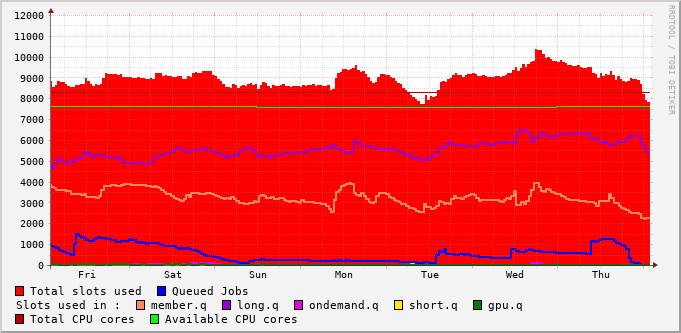 12000
11000
10000
9000
8000
7000
6000
5000
4000
3000
2000
1000
0
Fri Sat Sun Mon Tue Wed Thu
Total slots used Queued Jobs
Slots used in : member.q long.q ondemand.q short.q gpu.q
Total CPU cores Available CPU cores
RRDTOOL / TOBI OETIKER